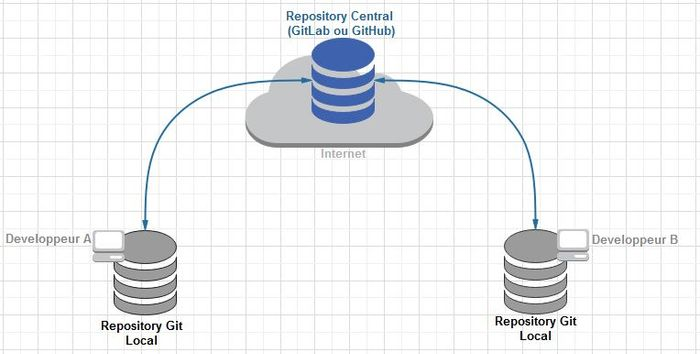 Repository Central
(GitLab ou GitHub)
Internet
Developpeur A
Developpeur B
Repository Git
Local
Repository Git
Local